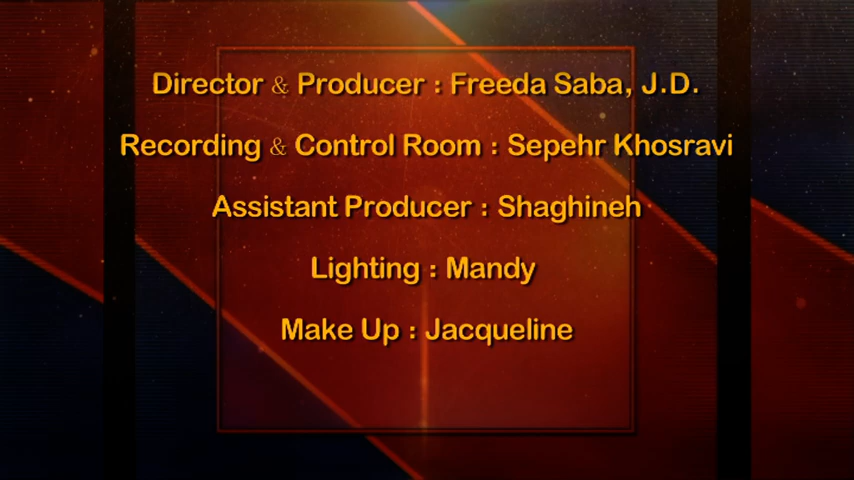 Director & Producer : Freeda Saba, J.D.
Recording & Control Room : Sepehr Khosravi
Assistant Producer : Shaghineh
Lighting : Mandy
Make Up : Jacqueline